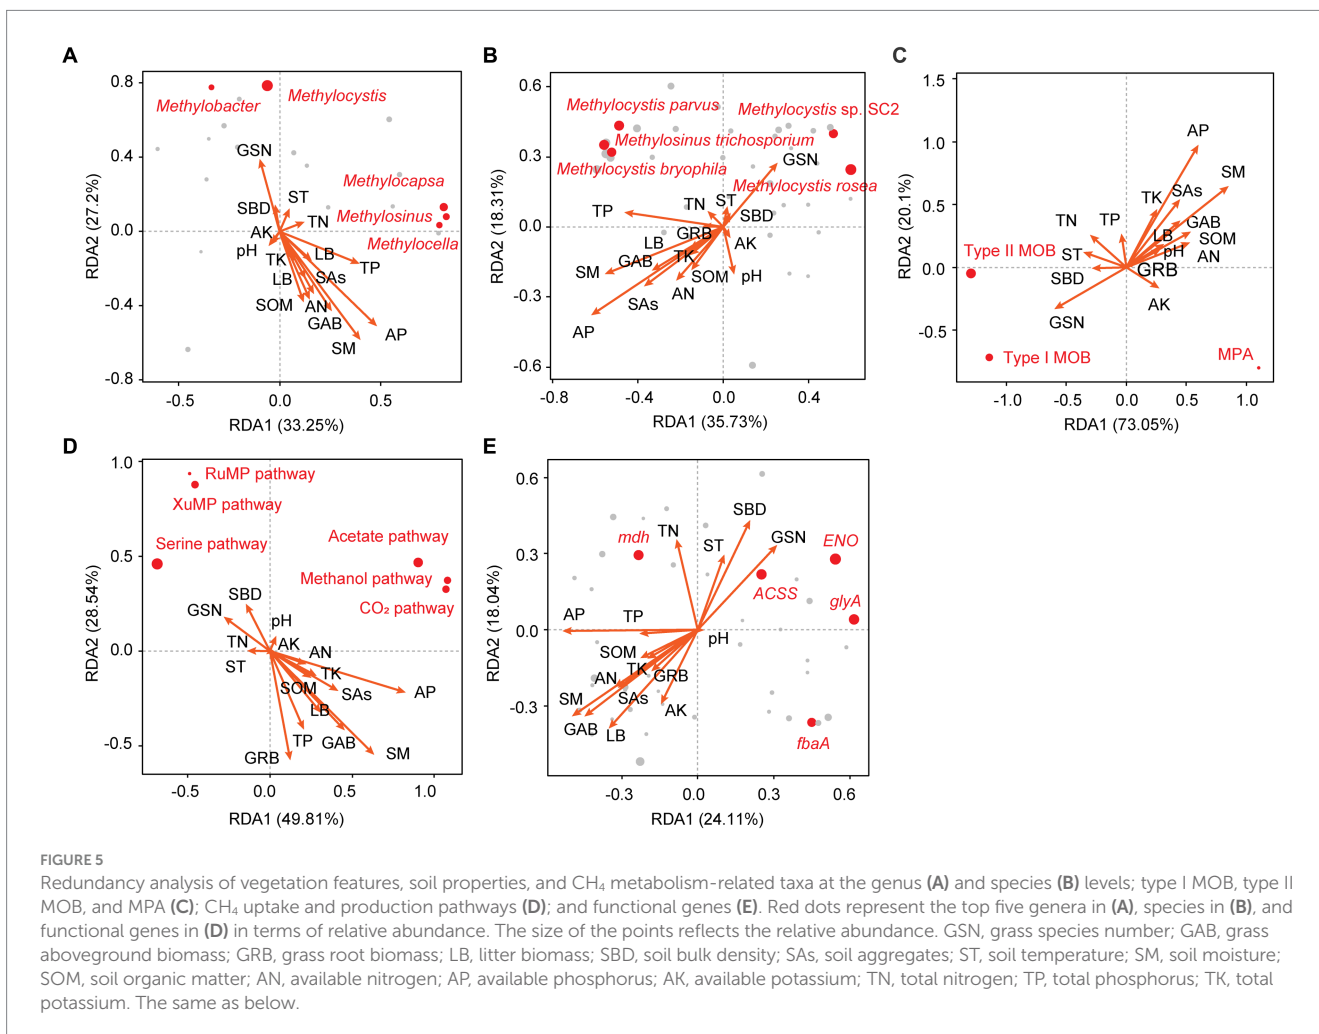 A
0.8
0.4
0.0
-0.4
-0.8
RDA2 (27.2%)
Methylobacter
Methylocystis
GSN
ST
SBD
TN
AK
pH
TK
LB
LB
SAs
TP
SOM
AN
GAB
AP
SM
Methylocapsa
Methylosinus
Methylocella
-0.5
0.0
0.5
RDA1 (33.25%)
B
0.6
0.3
0.0
-0.3
-0.6
RDA2 (18.31%)
Methylocystis parvus
Methylocystis sp. SC2
Methylosinus trichosporium
Methylocystis bryophila
GSN
Methylocystis rosea
TP
TN
ST
SBD
GRB
LB
AK
TK
GAB
SM
SOM
pH
SAs
AN
AP
-0.8
-0.4
0.0
0.4
RDA1 (35.73%)
C
1.5
1.0
0.5
0.0
-0.5
RDA2 (20.1%)
AP
SM
TK
SAs
TN
TP
GAB
LB
SOM
Type II MOB
ST
pH
AN
SBD
GRB
GSN
AK
Type I MOB
MPA
-1.0
0.0
0.5
1.0
RDA1 (73.05%)
D
1.0
0.5
0.0
-0.5
RDA2 (28.54%)
RuMP pathway
XuMP pathway
Serine pathway
Acetate pathway
Methanol pathway
CO₂ pathway
SBD
GSN
pH
TN
AK
AN
ST
TK
SOM
SAs
AP
LB
TP
GAB
GRB
SM
-0.5
0.0
0.5
1.0
RDA1 (49.81%)
E
0.6
0.3
0.0
-0.3
RDA2 (18.04%)
SBD
TN
mdh
ST
GSN
ENO
ACSS
glyA
AP
TP
pH
SOM
TK
AN
GRB
SM
SAs
AK
GAB
LB
fbaA
-0.3
0.0
0.3
0.6
RDA1 (24.11%)
FIGURE 5
Redundancy analysis of vegetation features, soil properties, and CH₄ metabolism-related taxa at the genus (A) and species (B) levels; type I MOB, type II
MOB, and MPA (C); CH₄ uptake and production pathways (D); and functional genes (E). Red dots represent the top five genera in (A), species in (B), and
functional genes in (D) in terms of relative abundance. The size of the points reflects the relative abundance. GSN, grass species number; GAB, grass
aboveground biomass; GRB, grass root biomass; LB, litter biomass; SBD, soil bulk density; SAs, soil aggregates; ST, soil temperature; SM, soil moisture;
SOM, soil organic matter; AN, available nitrogen; AP, available phosphorus; AK, available potassium; TN, total nitrogen; TP, total phosphorus; TK, total
potassium. The same as below.